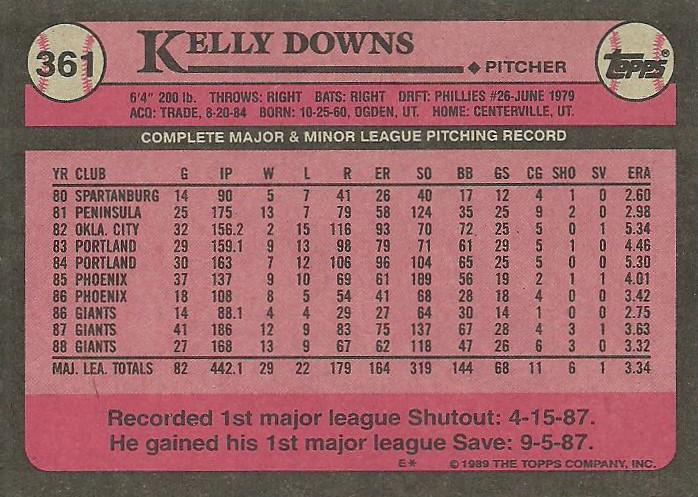 361
KELLY DOWNS
PITCHER
TOPPS®
6'4" 200 lb. THROWS: RIGHT BATS: RIGHT DRFT: PHILLIES #26-JUNE 1979
ACQ: TRADE, 8-20-84 BORN: 10-25-60, OGDEN, UT. HOME: CENTERVILLE, UT.
COMPLETE MAJOR & MINOR LEAGUE PITCHING RECORD
YR CLUB G IP W L R ER SO BB GS CG SHO SV ERA
80 SPARTANBURG 14 90 5 7 41 26 40 17 12 4 1 0 2.60
81 PENINSULA 25 175 13 7 79 58 124 35 25 9 2 0 2.98
82 OKLA. CITY 32 156.2 2 15 116 93 70 72 25 5 0 1 5.34
83 PORTLAND 29 159.1 9 13 98 79 71 61 29 5 1 0 4.46
84 PORTLAND 30 163 7 12 106 96 104 65 25 5 0 0 5.30
85 PHOENIX 37 137 9 10 69 61 109 56 19 2 1 1 4.01
86 PHOENIX 18 108 8 5 54 41 68 28 18 4 0 0 3.42
86 GIANTS 14 88.1 4 4 29 27 64 30 14 1 0 0 2.75
87 GIANTS 41 186 12 9 83 75 137 67 28 4 3 1 3.63
88 GIANTS 27 168 13 9 67 62 118 47 26 6 3 0 3.32
MAJ. LEA. TOTALS 82 442.1 29 22 179 164 319 144 68 11 6 1 3.34
Recorded 1st major league Shutout: 4-15-87.
He gained his 1st major league Save: 9-5-87.
E* © 1989 THE TOPPS COMPANY, INC.